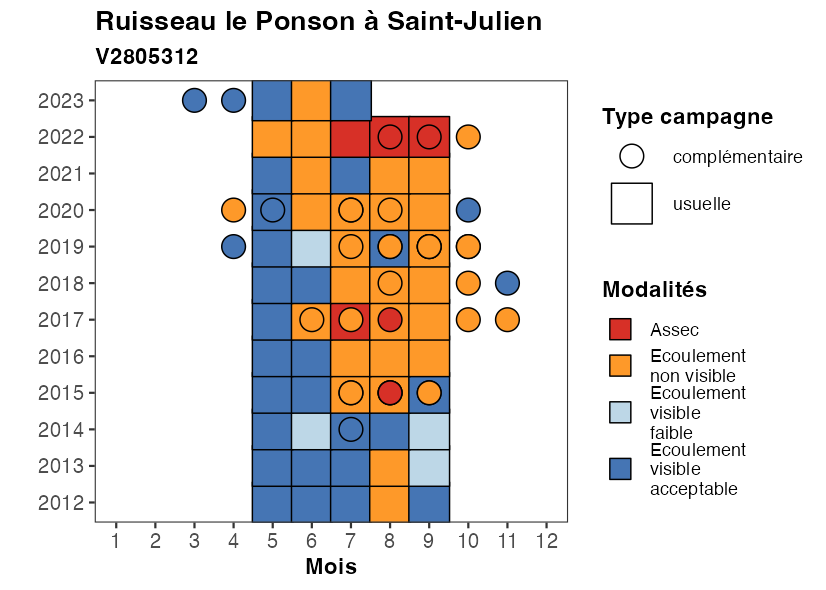 Ruisseau le Ponson à Saint-Julien
V2805312
2023
2022
2021
2020
2019
2018
2017
2016
2015
2014
2013
2012
1 2 3 4 5 6 7 8 9 10 11 12
Mois
Type campagne
complémentaire
usuelle
Modalités
Assec
Ecoulement
non visible
Ecoulement
visible
faible
Ecoulement
visible
acceptable